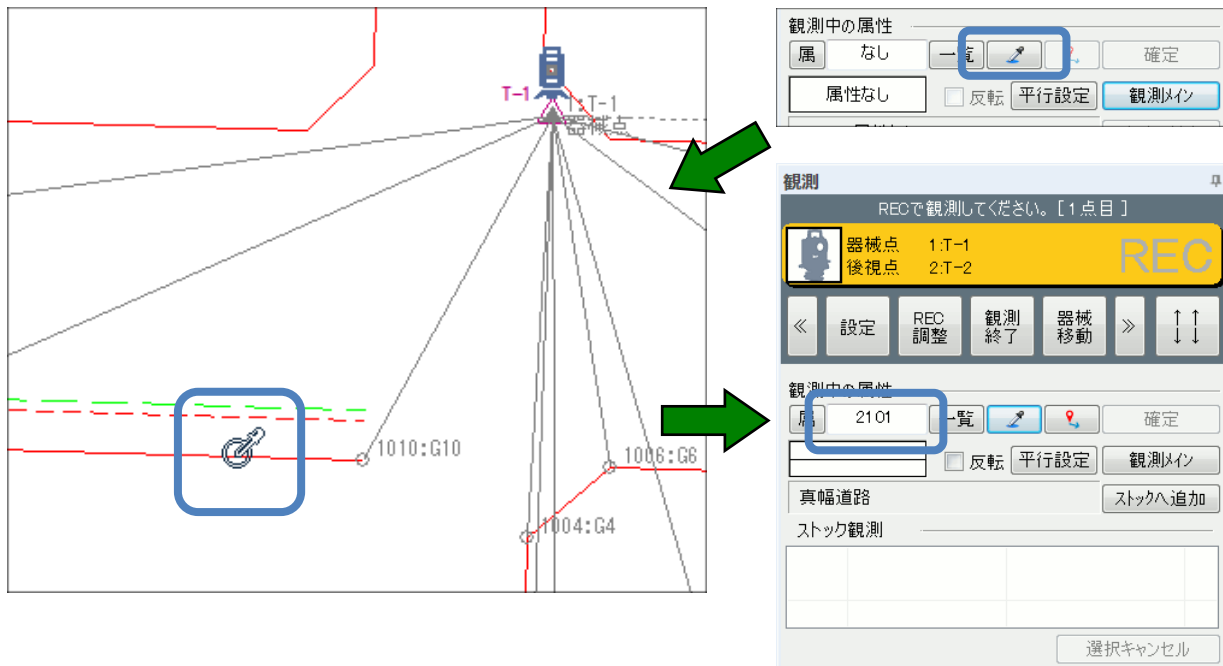 T-1
1:T-1
器械点
1010:G10
1006:G6
1004:G4
観測中の属性
属 なし 一覧 確定
属性なし 反転 平行設定 観測メイン
観測
RECで観測してください。[1点目]
器械点 1:T-1
後視点 2:T-2
REC
« 設定 REC調整 観測終了 器械移動 » ↑↑↓↓
観測中の属性
属 2101 一覧 確定
反転 平行設定 観測メイン
真幅道路 ストックへ追加
ストック観測
選択キャンセル